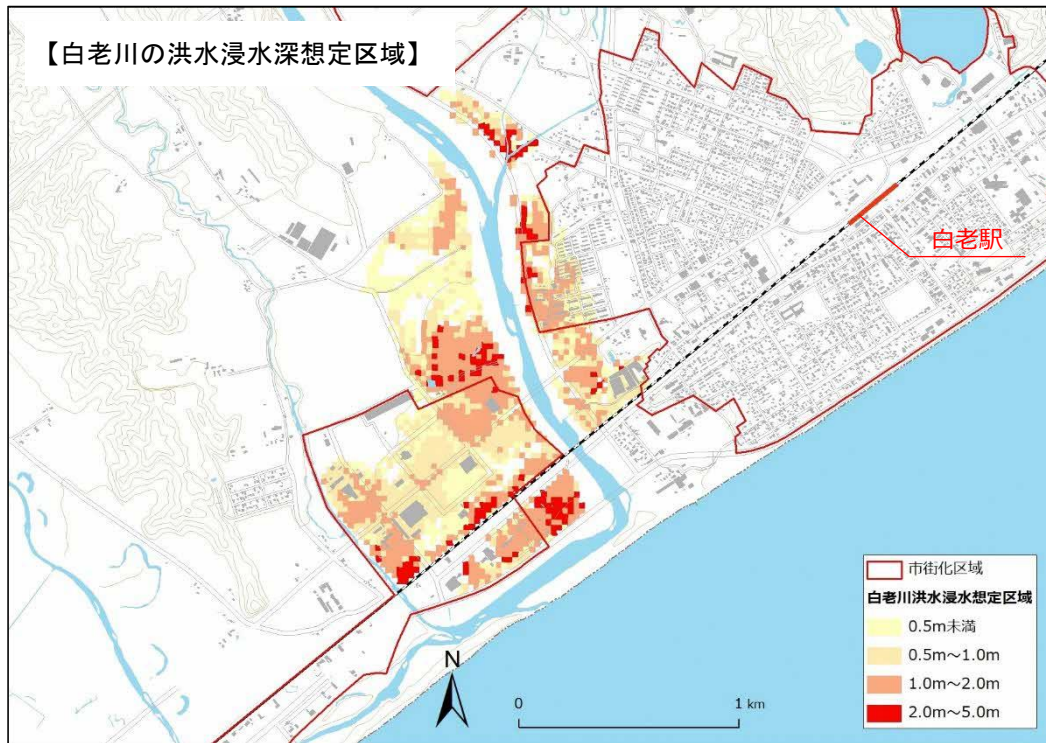 【白老川の洪水浸水深想定区域】
白老駅
市街化区域
白老川洪水浸水想定区域
0.5m未満
0.5m～1.0m
1.0m～2.0m
2.0m～5.0m
N
0 1 km